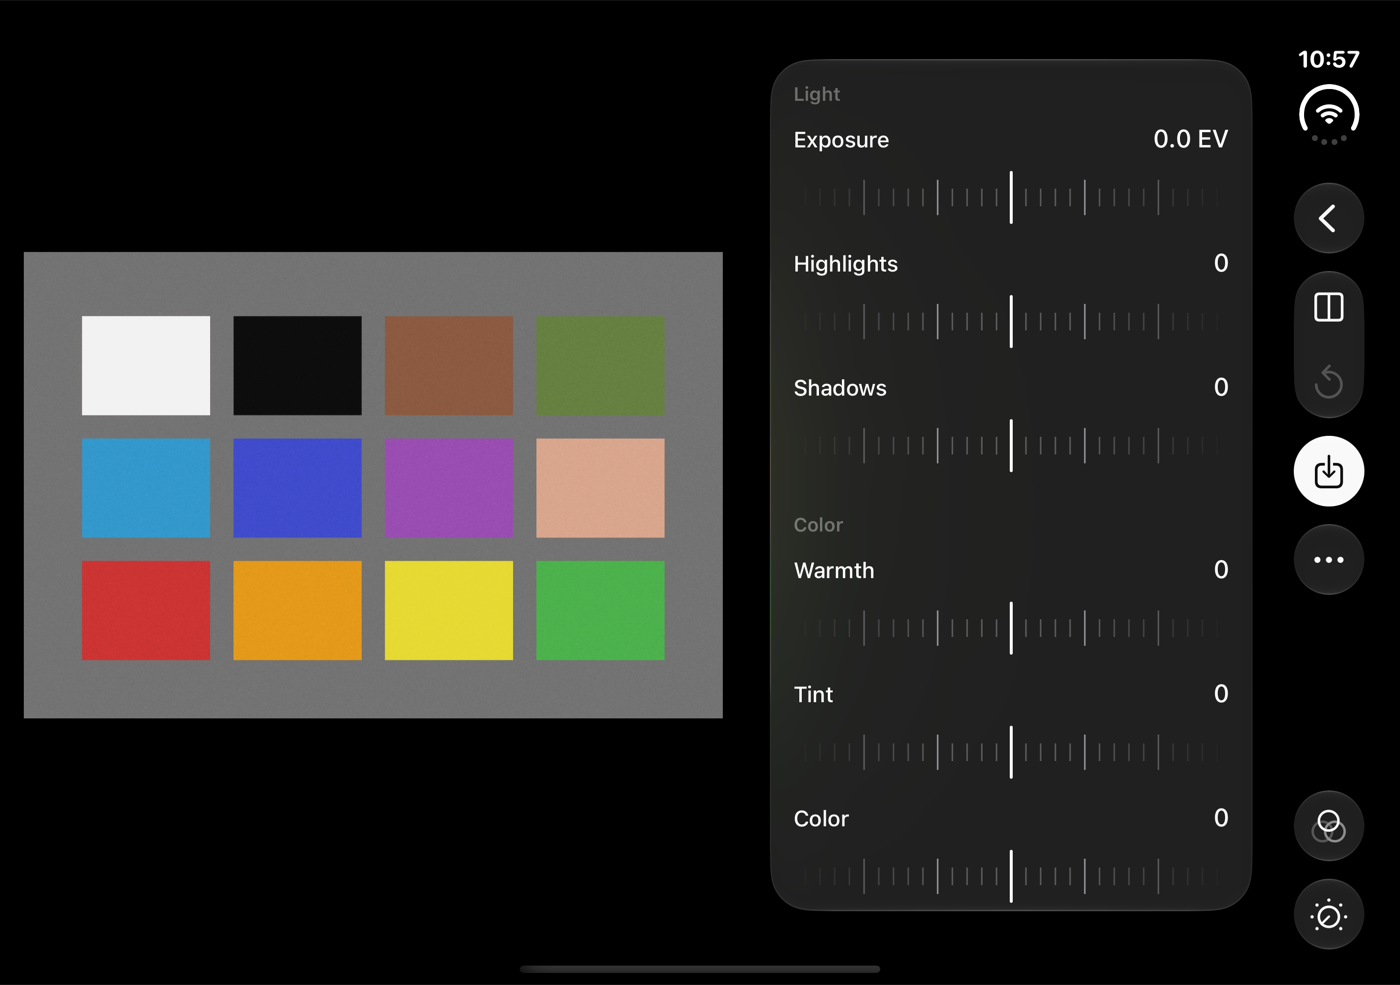 10:57
Light
Exposure 0.0 EV
Highlights 0
Shadows 0
Color
Warmth 0
Tint 0
Color 0